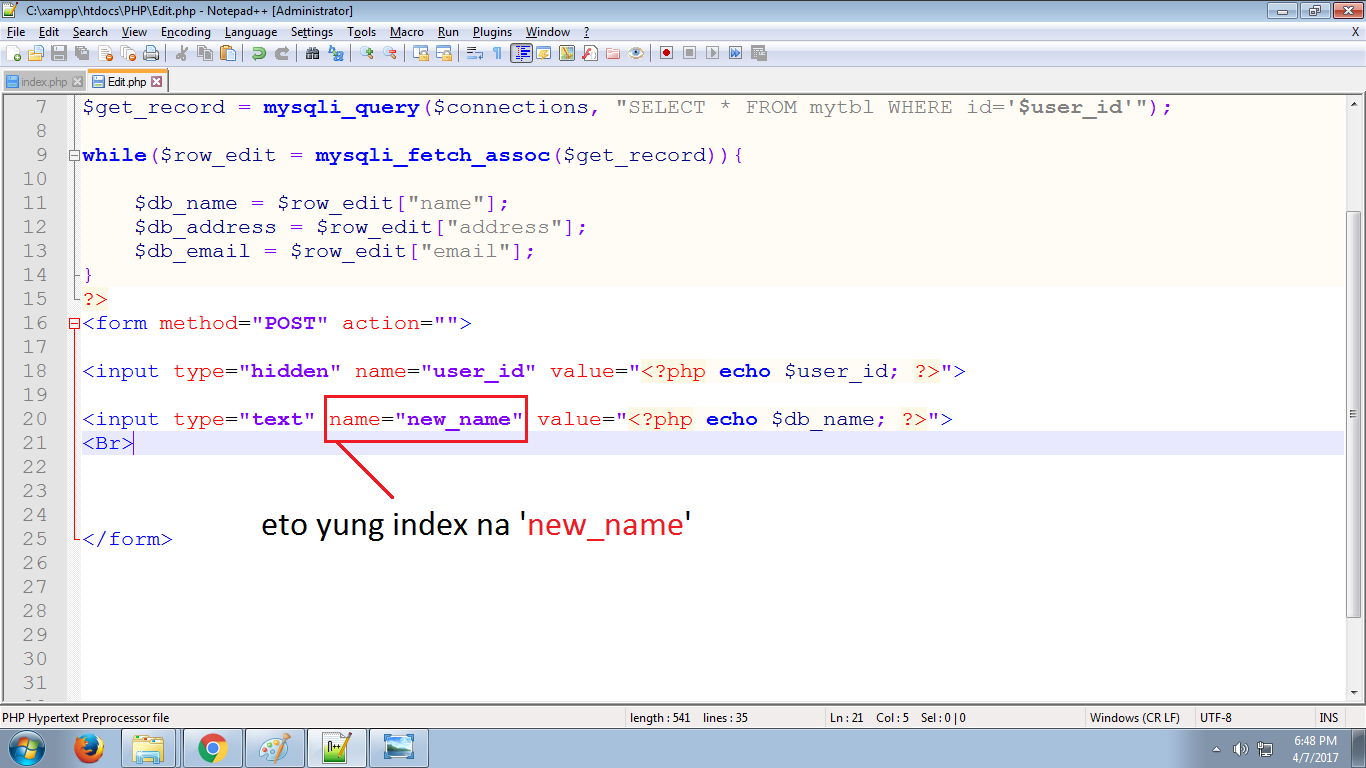 C:\xampp\htdocs\PHP\Edit.php - Notepad++ [Administrator]
File Edit Search View Encoding Language Settings Tools Macro Run Plugins Window ? X
index.php Edit.php
7 $get_record = mysqli_query($connections, "SELECT * FROM mytbl WHERE id='$user_id'");
8
9 while($row_edit = mysqli_fetch_assoc($get_record)){
10
11 $db_name = $row_edit["name"];
12 $db_address = $row_edit["address"];
13 $db_email = $row_edit["email"];
14 }
15 ?>
16 <form method="POST" action="">
17
18 <input type="hidden" name="user_id" value="<?php echo $user_id; ?>">
19
20 <input type="text" name="new_name" value="<?php echo $db_name; ?>">
21 <Br>
22
23
24
eto yung index na 'new_name'
25 </form>
26
27
28
29
30
31
PHP Hypertext Preprocessor file length : 541 lines : 35 Ln : 21 Col : 5 Sel : 0 | 0 Windows (CR LF) UTF-8 INS
6:48 PM
4/7/2017